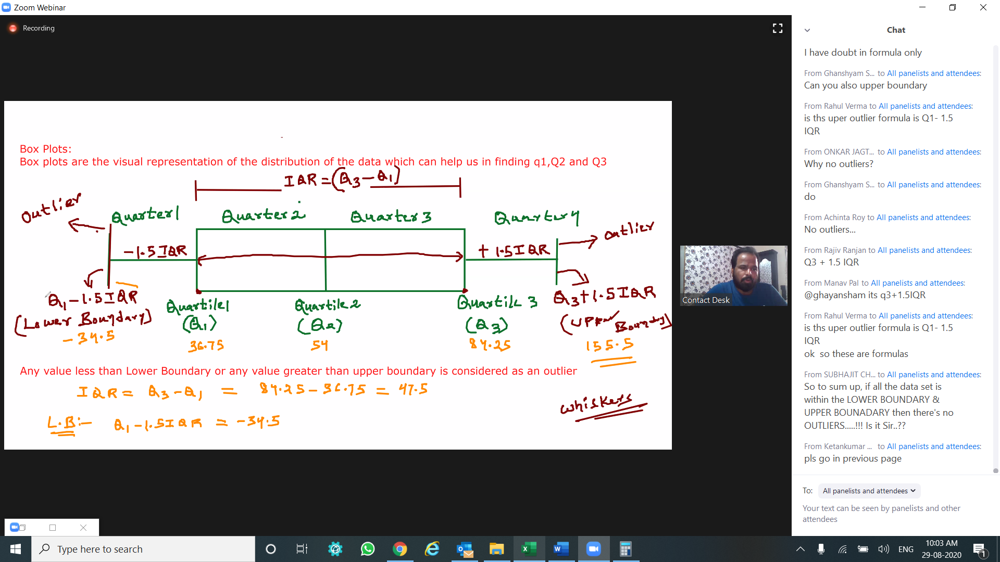 Zoom Webinar
Recording
Box Plots:
Box plots are the visual representation of the distribution of the data which can help us in finding q1,Q2 and Q3
IQR = (Q3 - Q1)
outlier
Quarter1
Quarter 2
Quarter 3
Quarter 4
outlier
-1.5IQR
+ 1.5IQR
Q1 - 1.5IQR
(Lower Boundary)
-34.5
Quartile1
(Q1)
36.75
Quartile 2
(Q2)
54
Quartile 3
(Q3)
84.25
Q3+1.5IQR
(Upper Boundary)
155.5
Any value less than Lower Boundary or any value greater than upper boundary is considered as an outlier
IQR = Q3 - Q1 = 84.25 - 36.75 = 47.5
whiskers
L.B:- Q1 - 1.5IQR = -34.5
Contact Desk
Chat
I have doubt in formula only
From Ghanshyam S... to All panelists and attendees:
Can you also upper boundary
From Rahul Verma to All panelists and attendees:
is ths uper outlier formula is Q1- 1.5
IQR
From ONKAR JAGT... to All panelists and attendees:
Why no outliers?
From Ghanshyam S... to All panelists and attendees:
do
From Achinta Roy to All panelists and attendees:
No outliers...
From Rajiv Ranjan to All panelists and attendees:
Q3 + 1.5 IQR
From Manav Pal to All panelists and attendees:
@ghayansham its q3+1.5IQR
From Rahul Verma to All panelists and attendees:
is ths uper outlier formula is Q1- 1.5
IQR
ok so these are formulas
From SUBHAJIT CH... to All panelists and attendees:
So to sum up, if all the data set is
within the LOWER BOUNDARY &
UPPER BOUNADARY then there's no
OUTLIERS.....!!! Is it Sir..??
From Ketankumar ... to All panelists and attendees:
pls go in previous page
To: All panelists and attendees
Your text can be seen by panelists and other
attendees
Type here to search
ENG
10:03 AM
29-08-2020
1